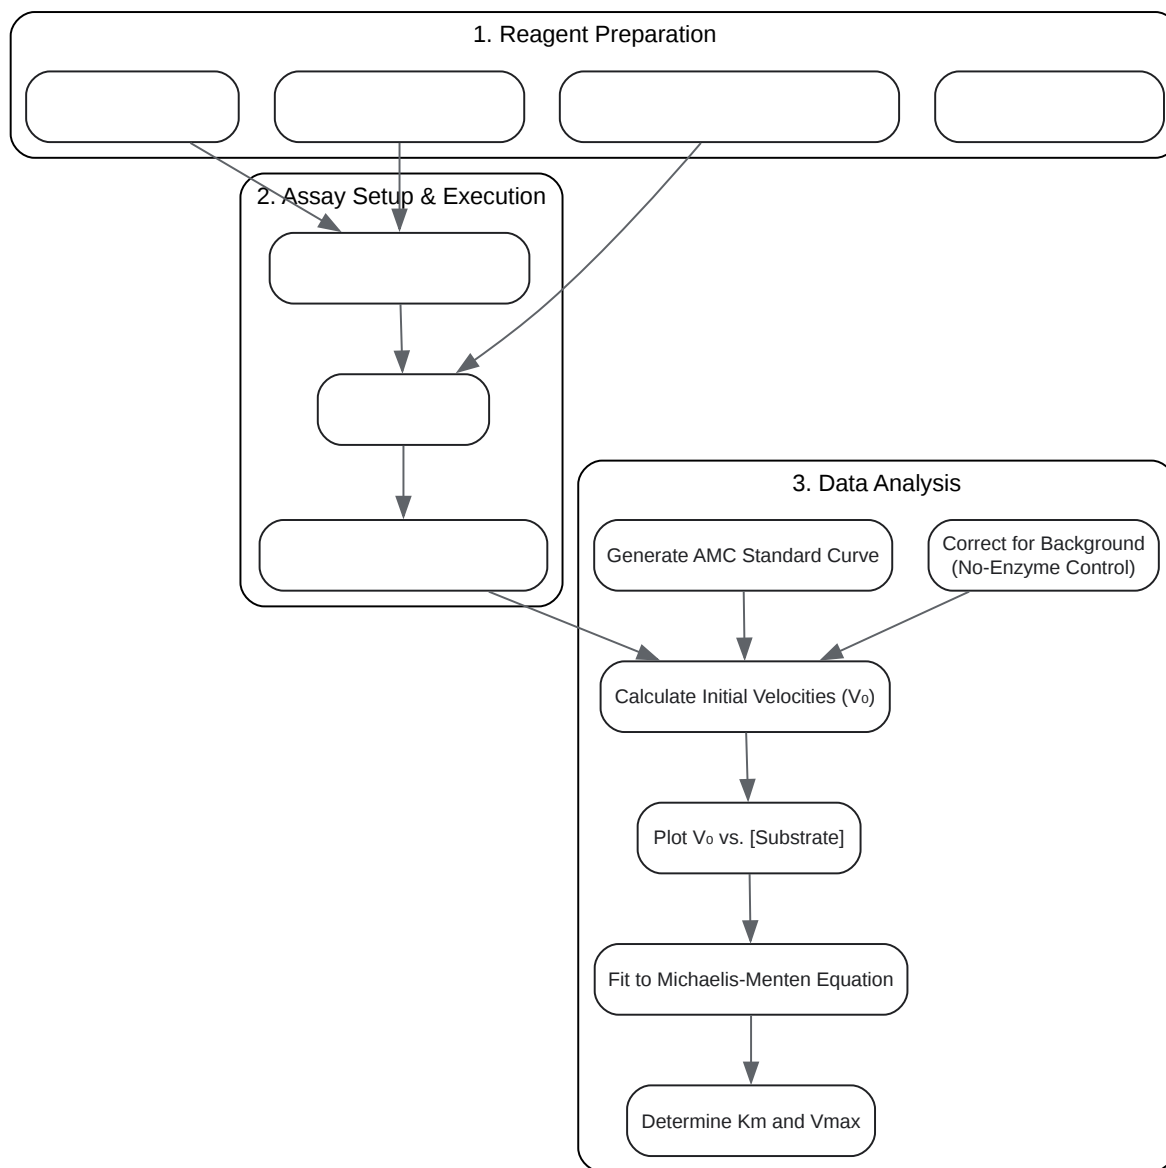 1. Reagent Preparation
2. Assay Setup & Execution
3. Data Analysis
Generate AMC Standard Curve
Correct for Background
(No-Enzyme Control)
Calculate Initial Velocities (V₀)
Plot V₀ vs. [Substrate]
Fit to Michaelis-Menten Equation
Determine Km and Vmax